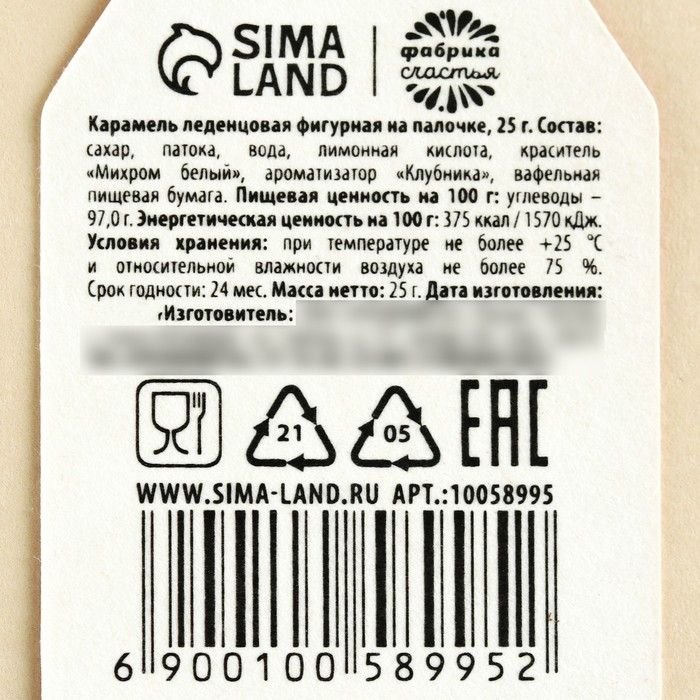 SIMA LAND
фабрика счастья
Карамель леденцовая фигурная на палочке, 25 г. Состав:
сахар, патока, вода, лимонная кислота, краситель
«Михром белый», ароматизатор «Клубника», вафельная
пищевая бумага. Пищевая ценность на 100 г: углеводы –
97,0 г. Энергетическая ценность на 100 г: 375 ккал / 1570 кДж.
Условия хранения: при температуре не более +25 °С
и относительной влажности воздуха не более 75 %.
Срок годности: 24 мес. Масса нетто: 25 г. Дата изготовления:
Изготовитель:
21 05 EAC
WWW.SIMA-LAND.RU АРТ.:10058995
6 900100 589952